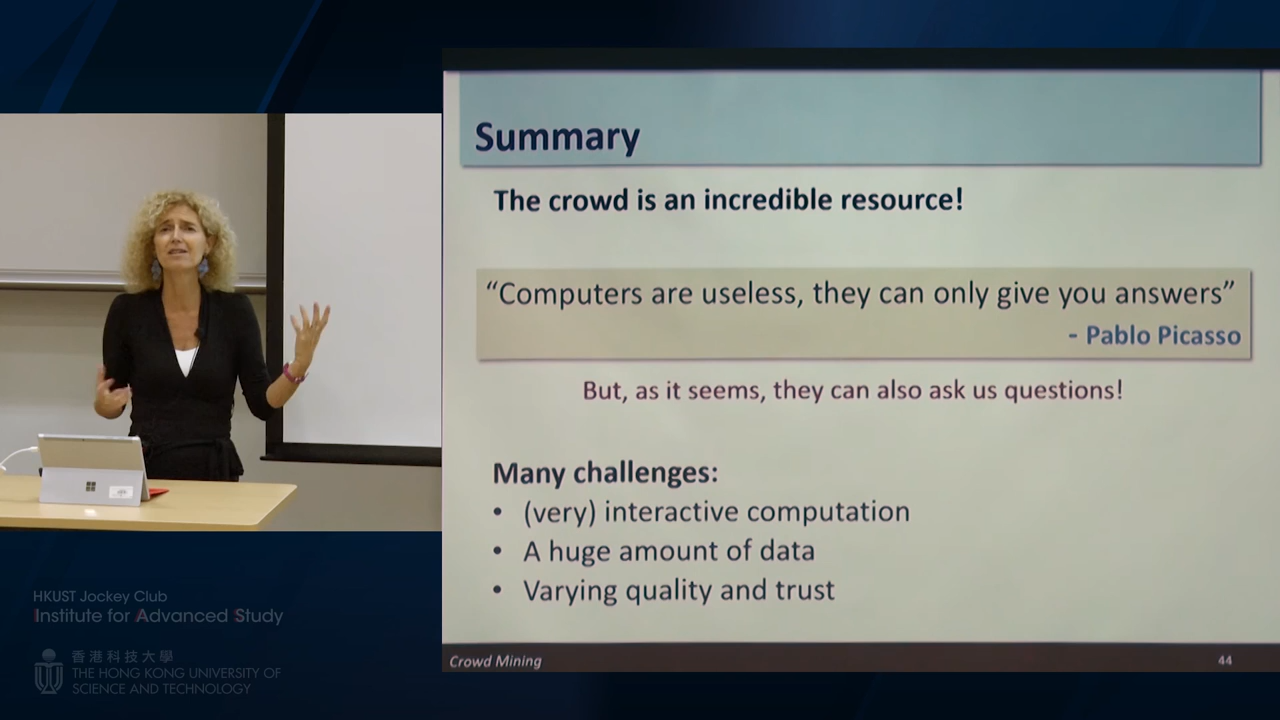 Summary
The crowd is an incredible resource!
“Computers are useless, they can only give you answers”
- Pablo Picasso
But, as it seems, they can also ask us questions!
Many challenges:
• (very) interactive computation
• A huge amount of data
• Varying quality and trust
Crowd Mining
44
HKUST Jockey Club
Institute for Advanced Study
香港科技大學
THE HONG KONG UNIVERSITY OF
SCIENCE AND TECHNOLOGY